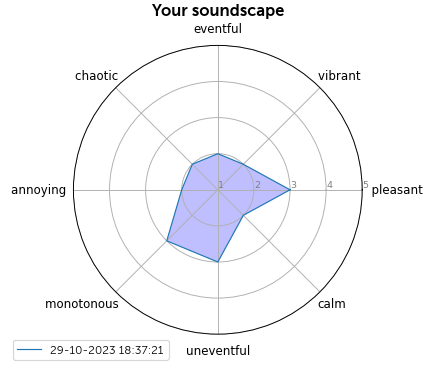 Your soundscape
eventful
chaotic
vibrant
annoying
1 2 3 4 5
pleasant
monotonous
calm
uneventful
29-10-2023 18:37:21